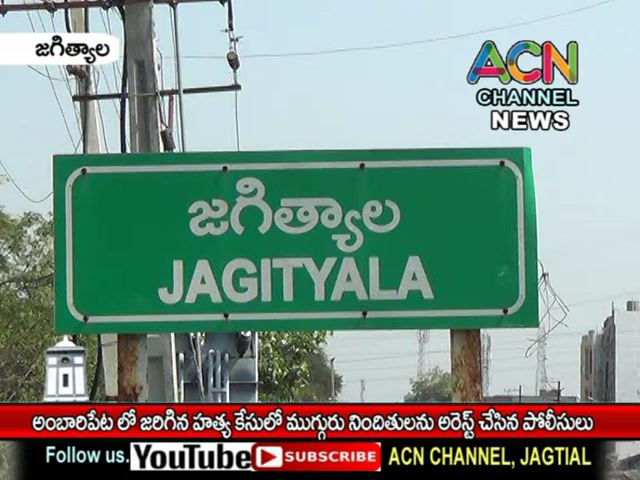 జగిత్యాల
ACN
CHANNEL
NEWS
జగిత్యాల
JAGITYALA
అంబారిపేట లో జరిగిన హత్య కేసులో ముగ్గురు నిందితులను అరెస్ట్ చేసిన పోలీసులు
Follow us. YouTube SUBSCRIBE ACN CHANNEL, JAGTIAL